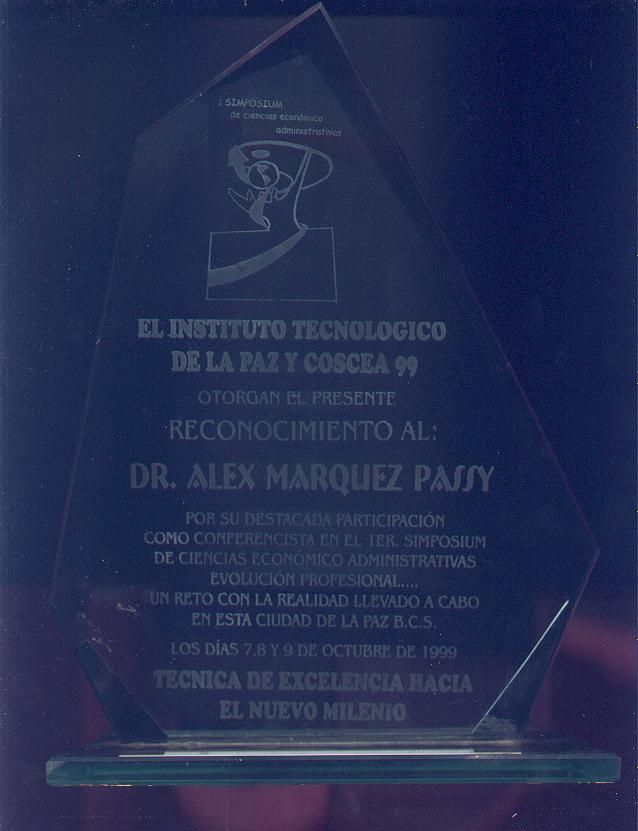 I SIMPOSIUM
de ciencias económico
administrativas
EL INSTITUTO TECNOLOGICO
DE LA PAZ Y COSCEA 99
OTORGAN EL PRESENTE
RECONOCIMIENTO AL:
DR. ALEX MARQUEZ PASSY
POR SU DESTACADA PARTICIPACIÓN
COMO CONFERENCISTA EN EL 1ER. SIMPOSIUM
DE CIENCIAS ECONÓMICO ADMINISTRATIVAS
EVOLUCIÓN PROFESIONAL....
UN RETO CON LA REALIDAD LLEVADO A CABO
EN ESTA CIUDAD DE LA PAZ B.C.S.
LOS DÍAS 7,8 Y 9 DE OCTUBRE DE 1999
TECNICA DE EXCELENCIA HACIA
EL NUEVO MILENIO